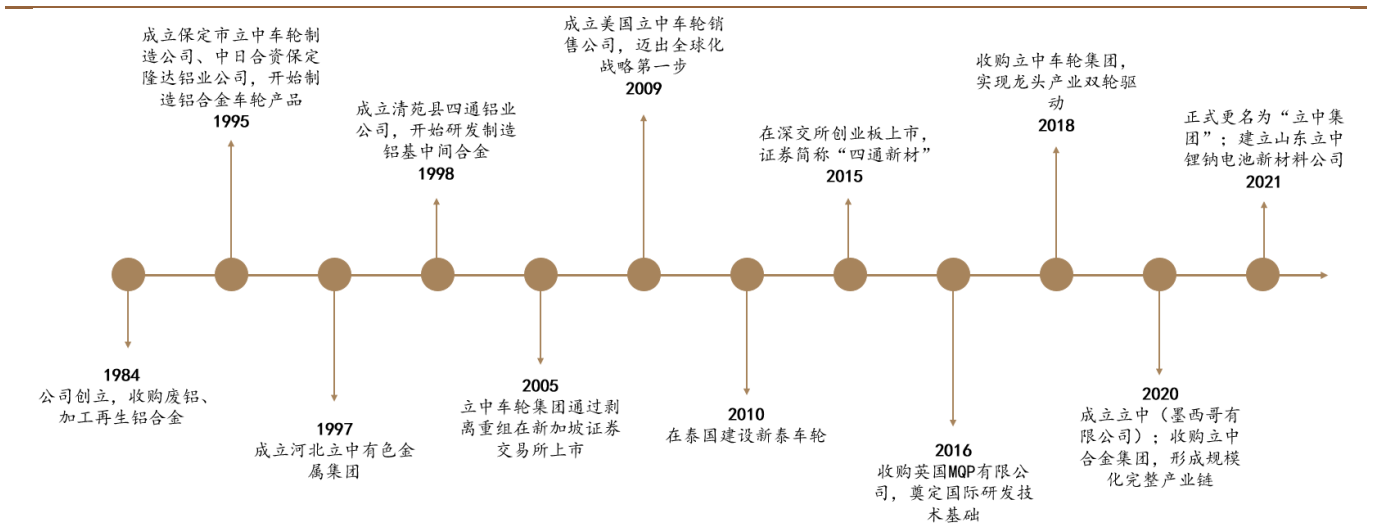 成立保定市立中车轮制
造公司、中日合资保定
隆达铝业公司，开始制
造铝合金车轮产品
1995
成立清苑县四通铝业
公司，开始研发制造
铝基中间合金
1998
成立美国立中车轮销
售公司，迈出全球化
战略第一步
2009
在深交所创业板上市，
证券简称“四通新材”
2015
收购立中车轮集团，
实现龙头产业双轮驱
动
2018
正式更名为“立中集
团”；建立山东立中
锂钠电池新材料公司
2021
1984
公司创立，收购废铝、
加工再生铝合金
1997
成立河北立中有色金
属集团
2005
立中车轮集团通过剥
离重组在新加坡证券
交易所上市
2010
在泰国建设新泰车轮
2016
收购英国MQP有限公
司，奠定国际研发技
术基础
2020
成立立中（墨西哥有
限公司）；收购立中
合金集团，形成规模
化完整产业链